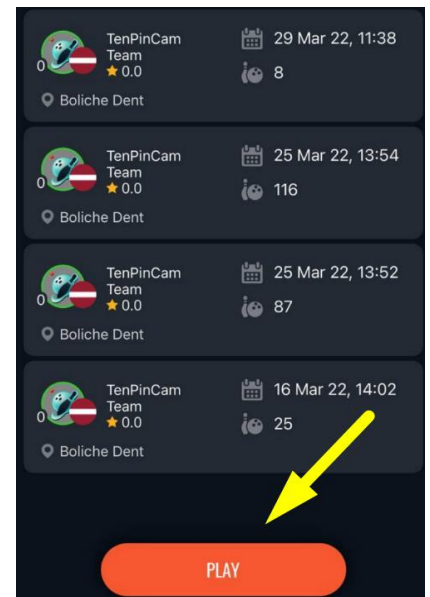 TenPinCam 29 Mar 22, 11:38
Team
0 0.0 8
Boliche Dent
TenPinCam 25 Mar 22, 13:54
Team
0 0.0 116
Boliche Dent
TenPinCam 25 Mar 22, 13:52
Team
0 0.0 87
Boliche Dent
TenPinCam 16 Mar 22, 14:02
Team
0 0.0 25
Boliche Dent
PLAY